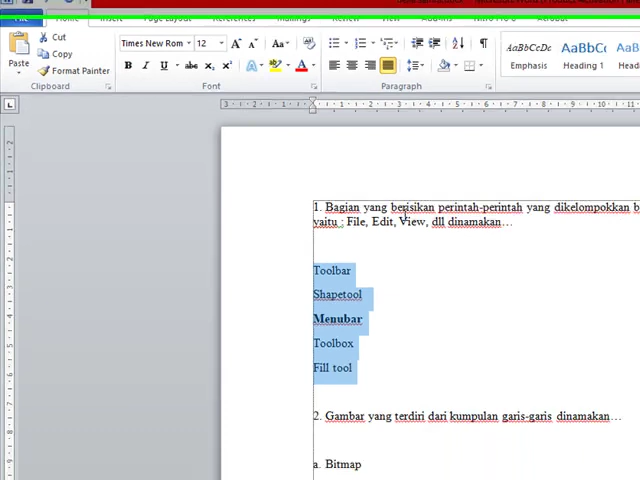 Cut
Times New Rom 12
Copy
Paste
Format Painter
AaBbCcDc AaBbCc
Emphasis Heading 1
Clipboard Font Paragraph
1. Bagian yang berisikan perintah-perintah yang dikelompokkan b
yaitu : File, Edit, View, dll dinamakan…
Toolbar
Shapetool
Menubar
Toolbox
Fill tool
2. Gambar yang terdiri dari kumpulan garis-garis dinamakan…
a. Bitmap